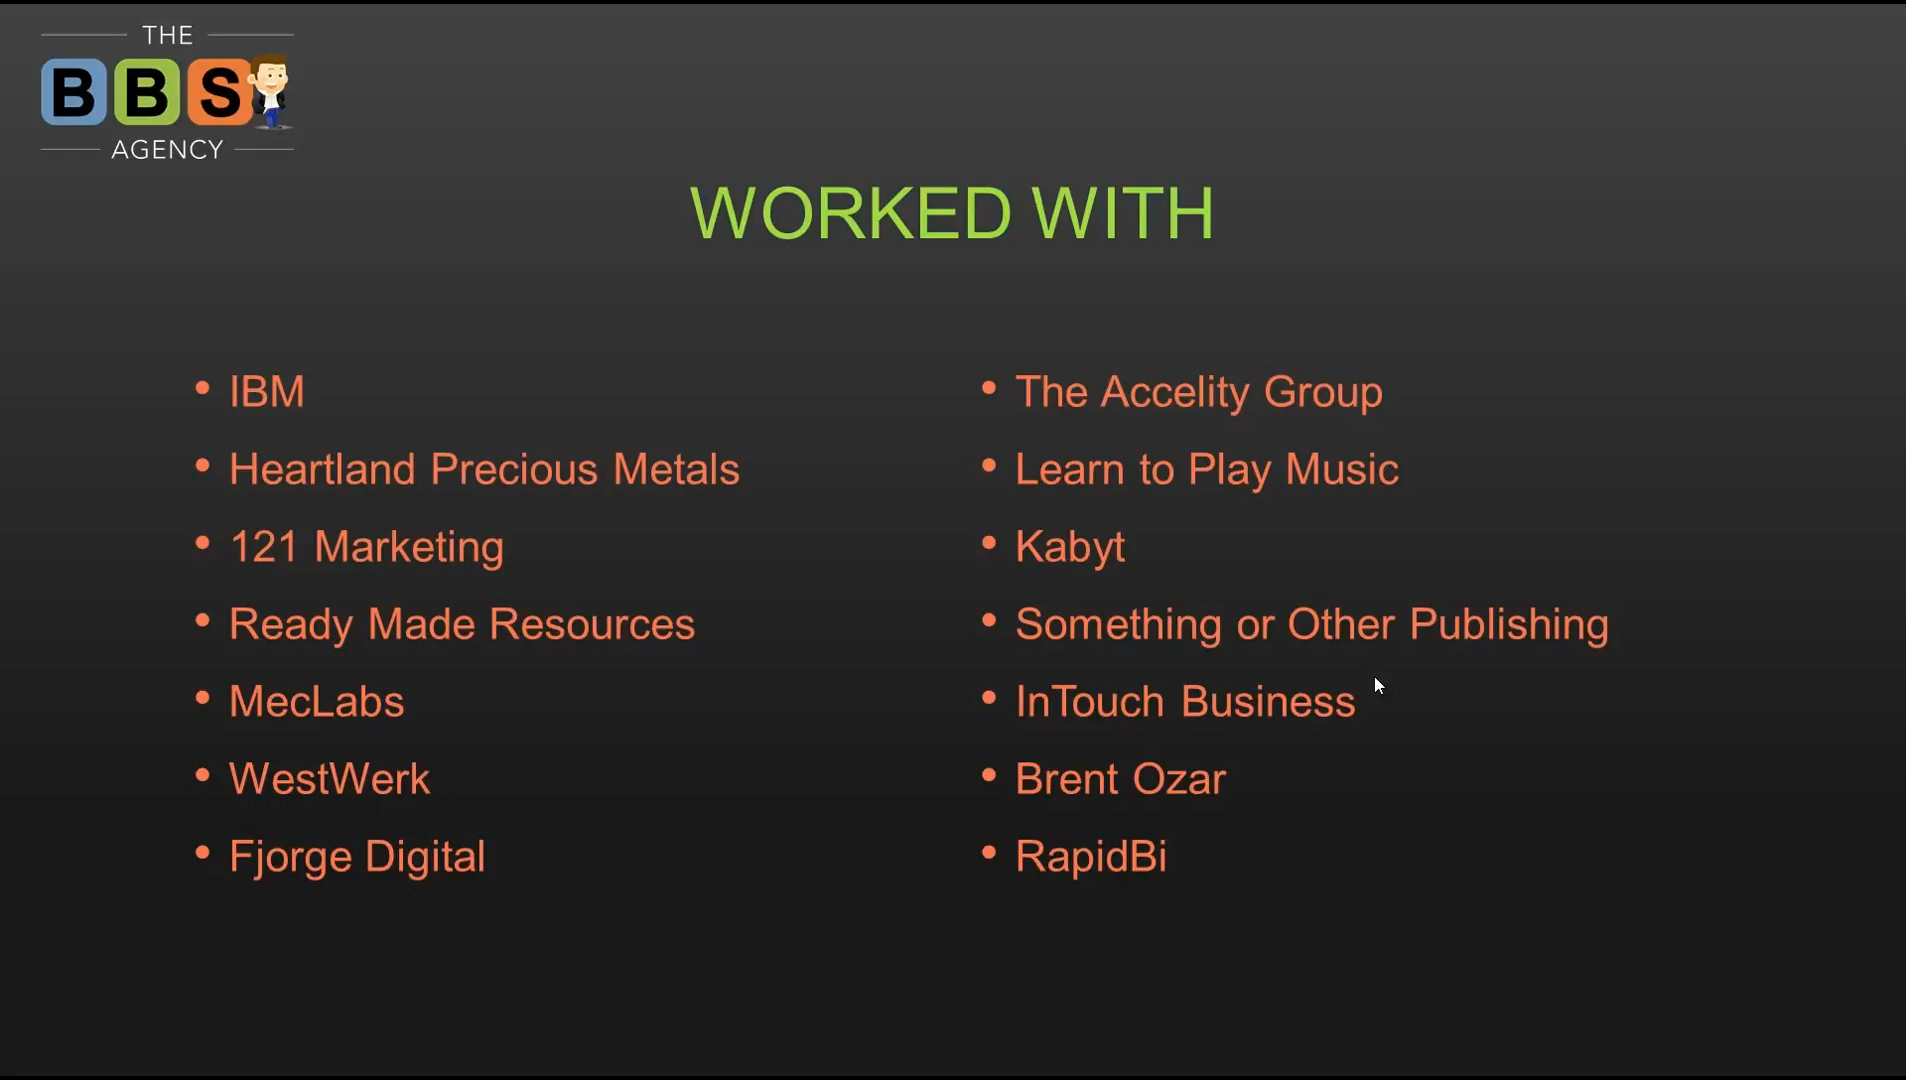 THE
BBS
AGENCY
WORKED WITH
• IBM
• Heartland Precious Metals
• 121 Marketing
• Ready Made Resources
• MecLabs
• WestWerk
• Fjorge Digital
• The Accelity Group
• Learn to Play Music
• Kabyt
• Something or Other Publishing
• InTouch Business
• Brent Ozar
• RapidBi